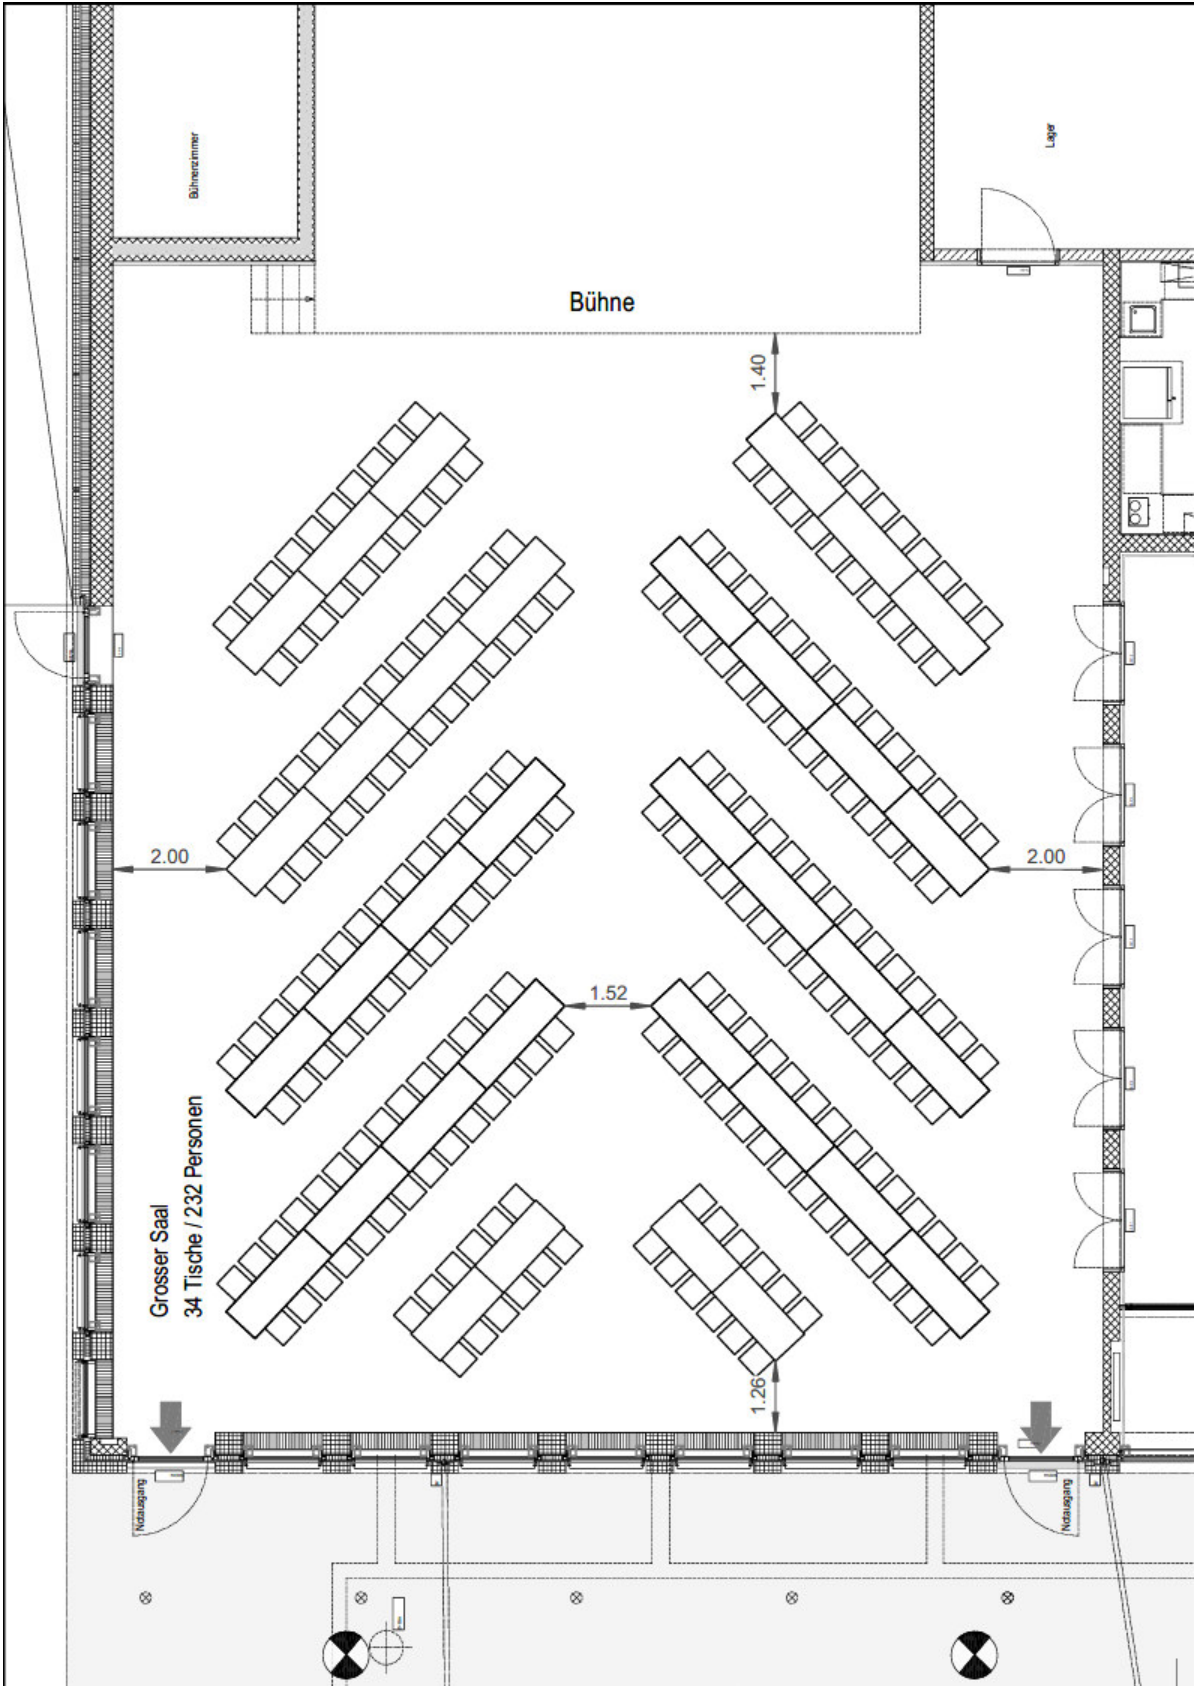 Bühnenzimmer
Lager
Bühne
1.40
2.00
2.00
1.52
Grosser Saal
34 Tische / 232 Personen
1.26
Notausgang
Notausgang